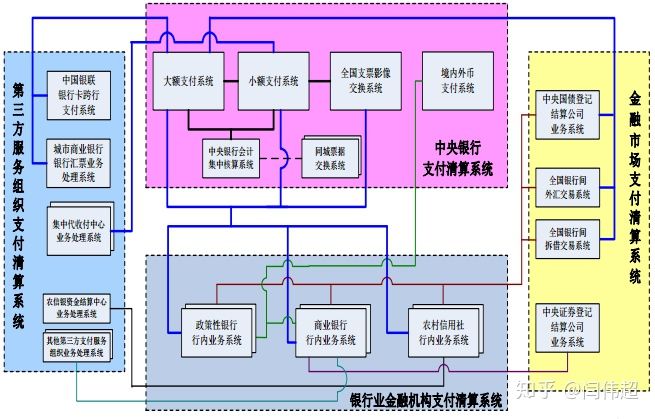 第三方服务组织支付清算系统
中国银联
银行卡跨行
支付系统
城市商业银行
银行汇票业务
处理系统
集中代收付中心
业务处理系统
农信银资金结算中心
业务处理系统
其他第三方支付服务
组织业务处理系统
大额支付系统
小额支付系统
全国支票影像
交换系统
境内外币
支付系统
中央银行会计
集中核算系统
同城票据
交换系统
中央银行
支付清算系统
政策性银行
行内业务系统
商业银行
行内业务系统
农村信用社
行内业务系统
银行业金融机构支付清算系统
金融市场支付清算系统
中央国债登记
结算公司
业务系统
全国银行间
外汇交易系统
全国银行间
拆借交易系统
中央证券登记
结算公司
业务系统
知乎 @闫伟超